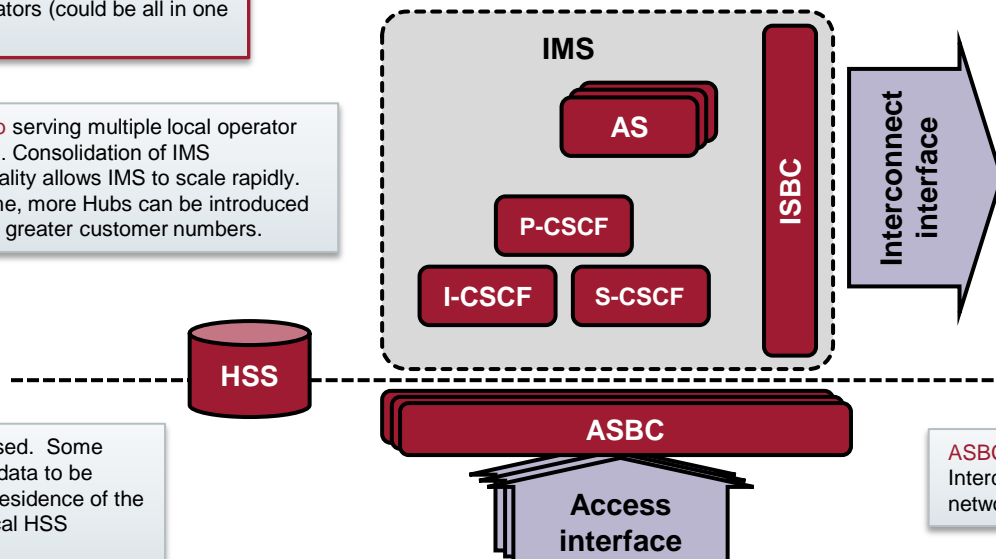 ators (could be all in one
serving multiple local operator
. Consolidation of IMS
ality allows IMS to scale rapidly.
ne, more Hubs can be introduced
greater customer numbers.
IMS
AS
P-CSCF
I-CSCF
S-CSCF
ISBC
Interconnect
interface
HSS
ASBC
sed. Some
data to be
esidence of the
cal HSS
Access
interface
ASBC
Interc
netwo